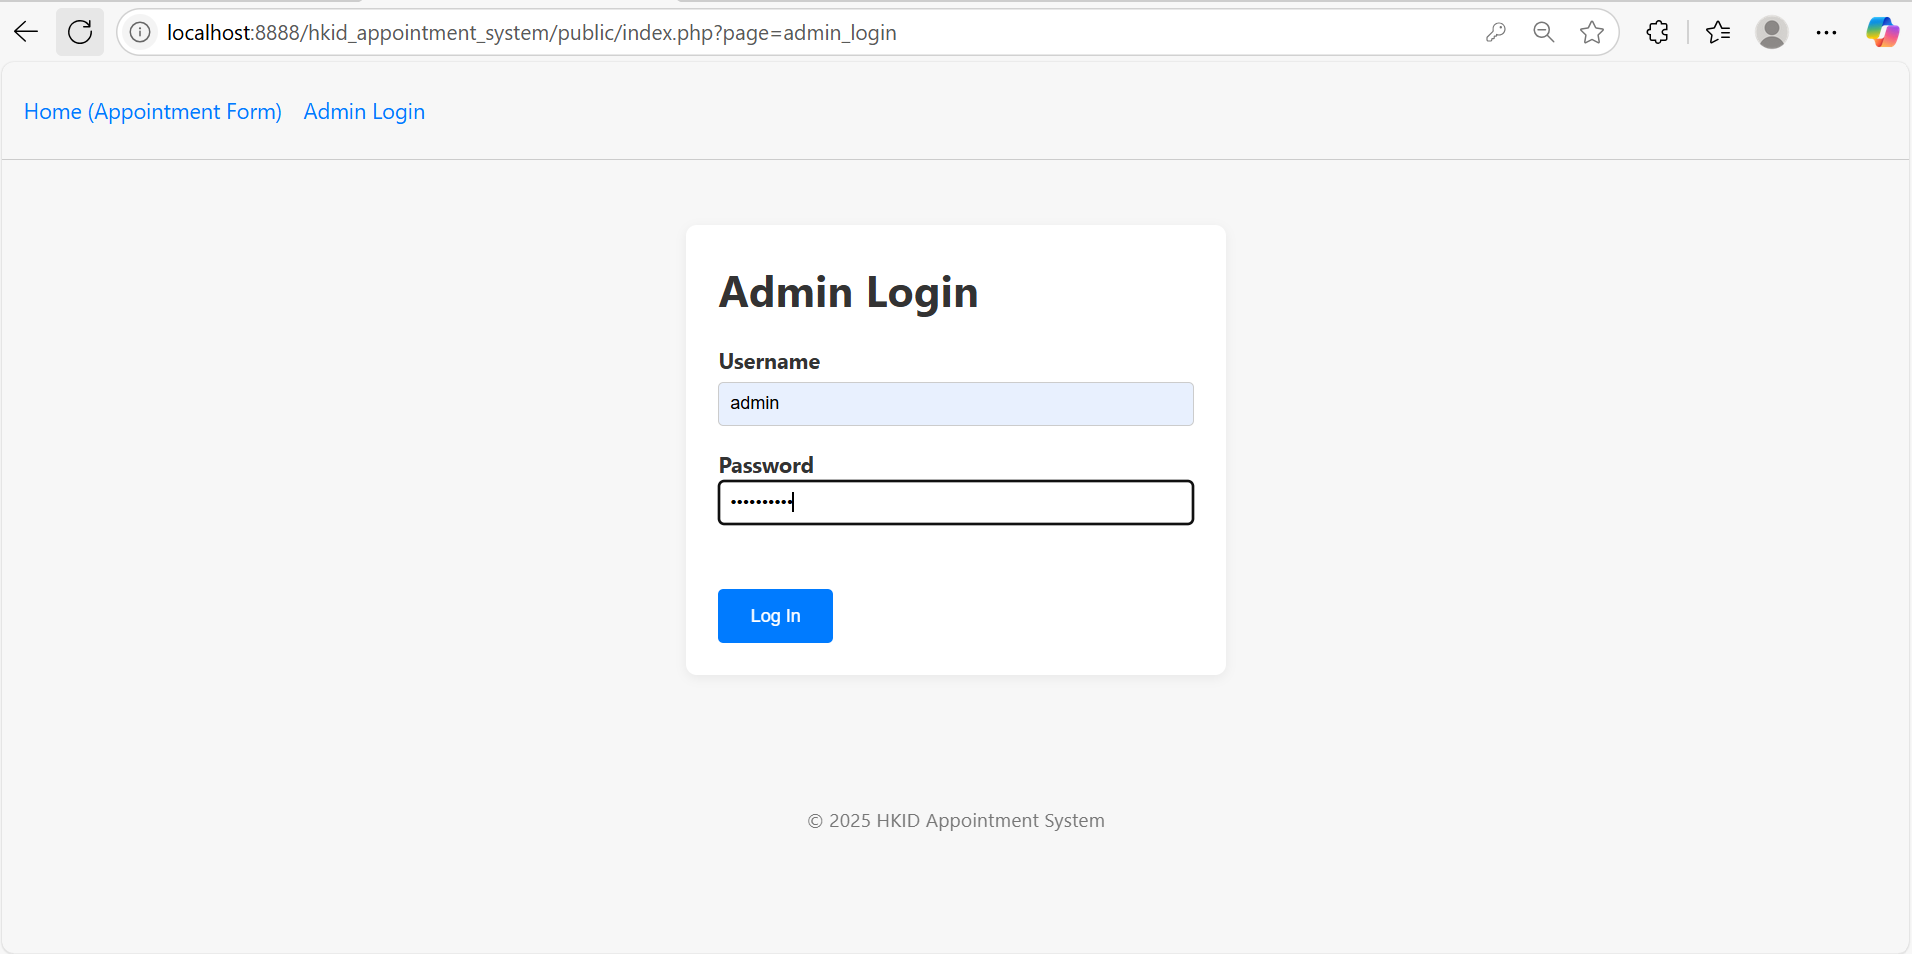 localhost:8888/hkid_appointment_system/public/index.php?page=admin_login
Home (Appointment Form) Admin Login
Admin Login
Username
admin
Password
••••••••••
Log In
© 2025 HKID Appointment System